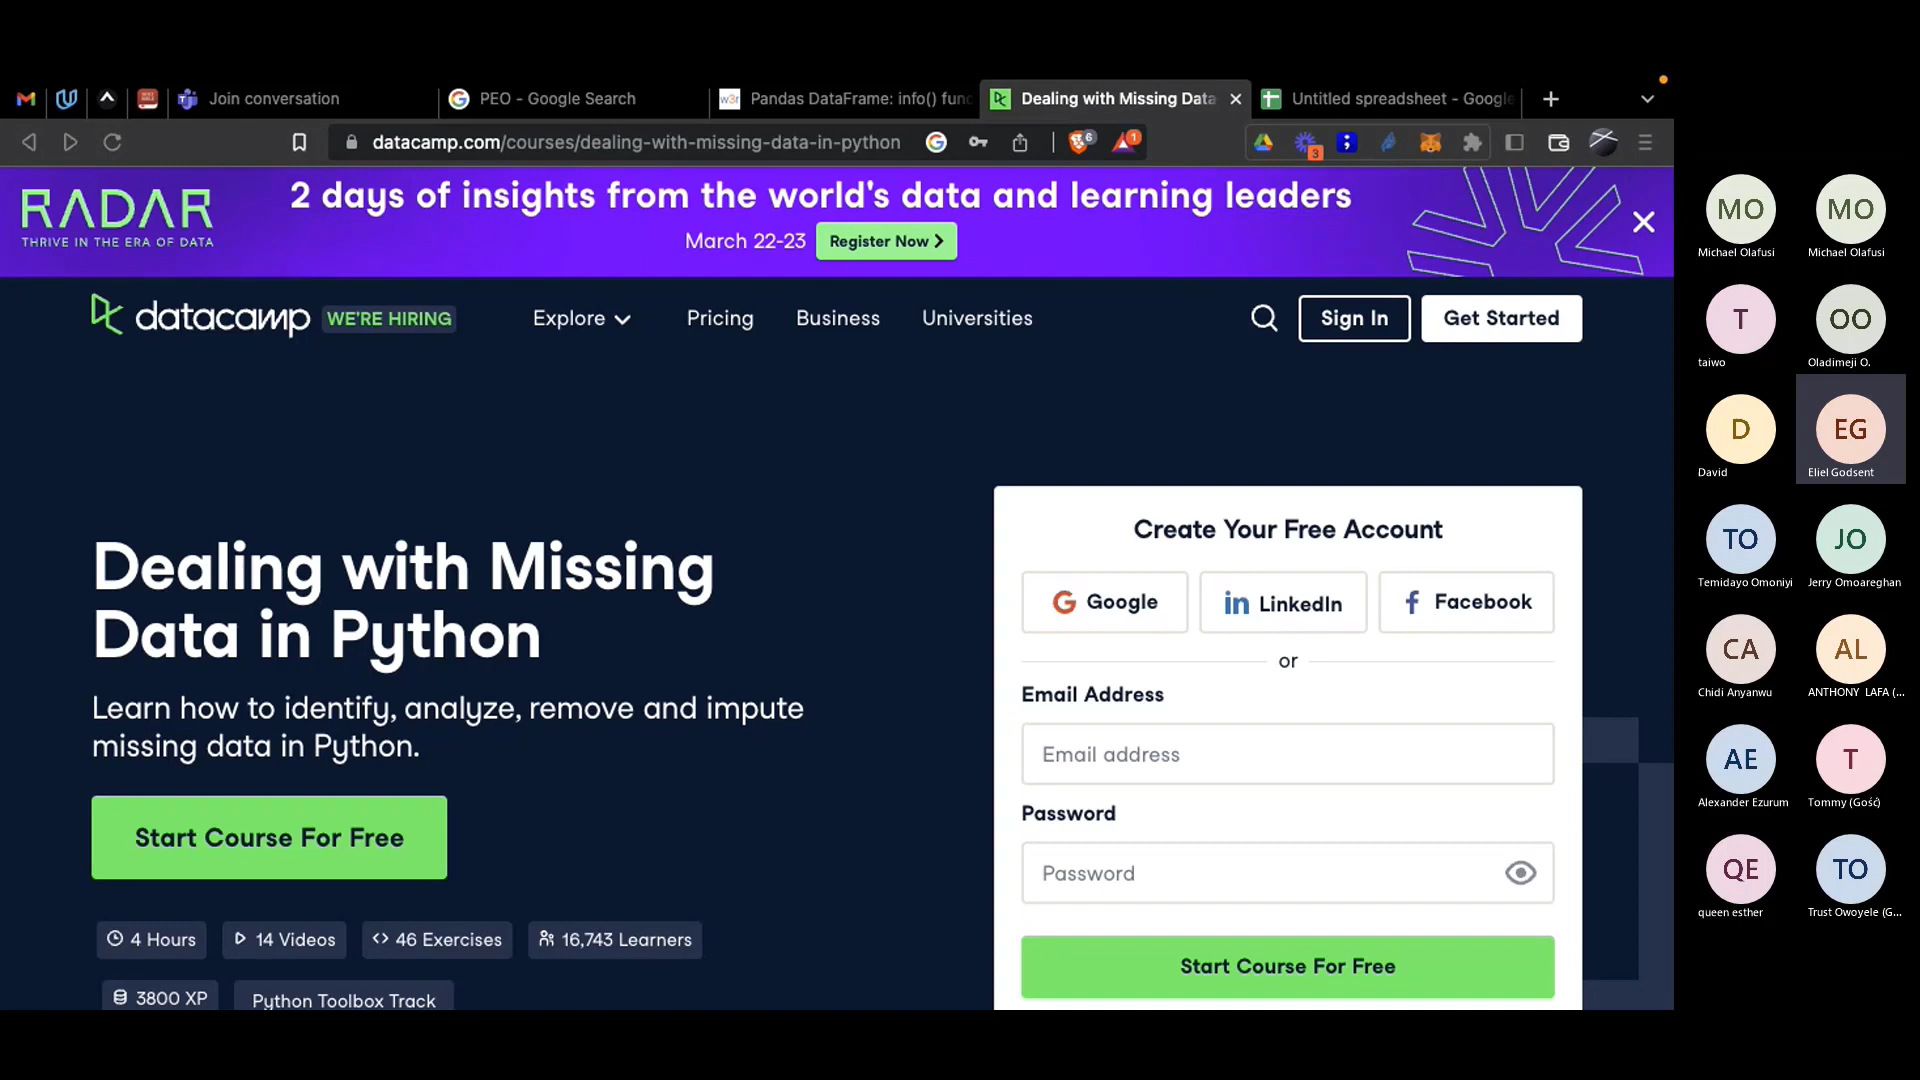 Join conversation
PEO - Google Search
w3r
Pandas DataFrame: info() func
Dealing with Missing Data
Untitled spreadsheet - Google
datacamp.com/courses/dealing-with-missing-data-in-python
6
1
3
RADAR
THRIVE IN THE ERA OF DATA
2 days of insights from the world's data and learning leaders
March 22-23
Register Now
datacamp
WE'RE HIRING
Explore
Pricing
Business
Universities
Sign In
Get Started
Dealing with Missing
Data in Python
Learn how to identify, analyze, remove and impute
missing data in Python.
Start Course For Free
4 Hours
14 Videos
46 Exercises
16,743 Learners
3800 XP
Python Toolbox Track
Create Your Free Account
Google
LinkedIn
Facebook
or
Email Address
Email address
Password
Password
Start Course For Free
MO
Michael Olafusi
MO
Michael Olafusi
T
taiwo
OO
Oladimeji O.
D
David
EG
Eliel Godsent
TO
Temidayo Omoniyi
JO
Jerry Omoareghan
CA
Chidi Anyanwu
AL
ANTHONY LAFA (...
AE
Alexander Ezurum
T
Tommy (Gość)
QE
queen esther
TO
Trust Owoyele (G...